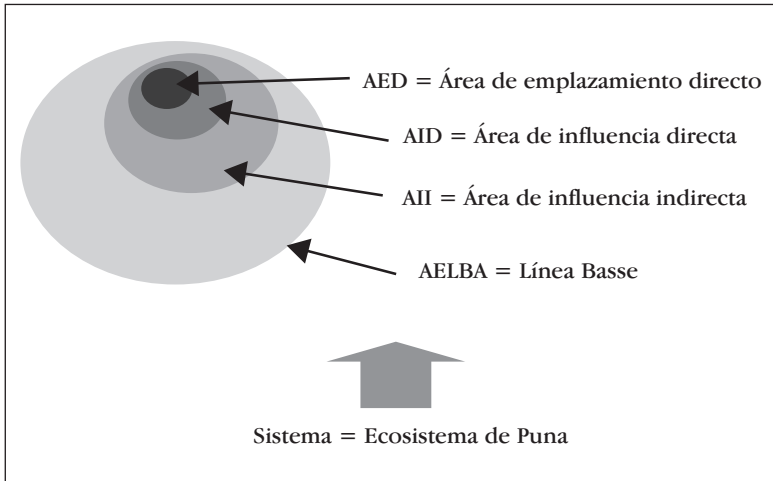 AED = Área de emplazamiento directo
AID = Área de influencia directa
AII = Área de influencia indirecta
AELBA = Línea Basse
Sistema = Ecosistema de Puna